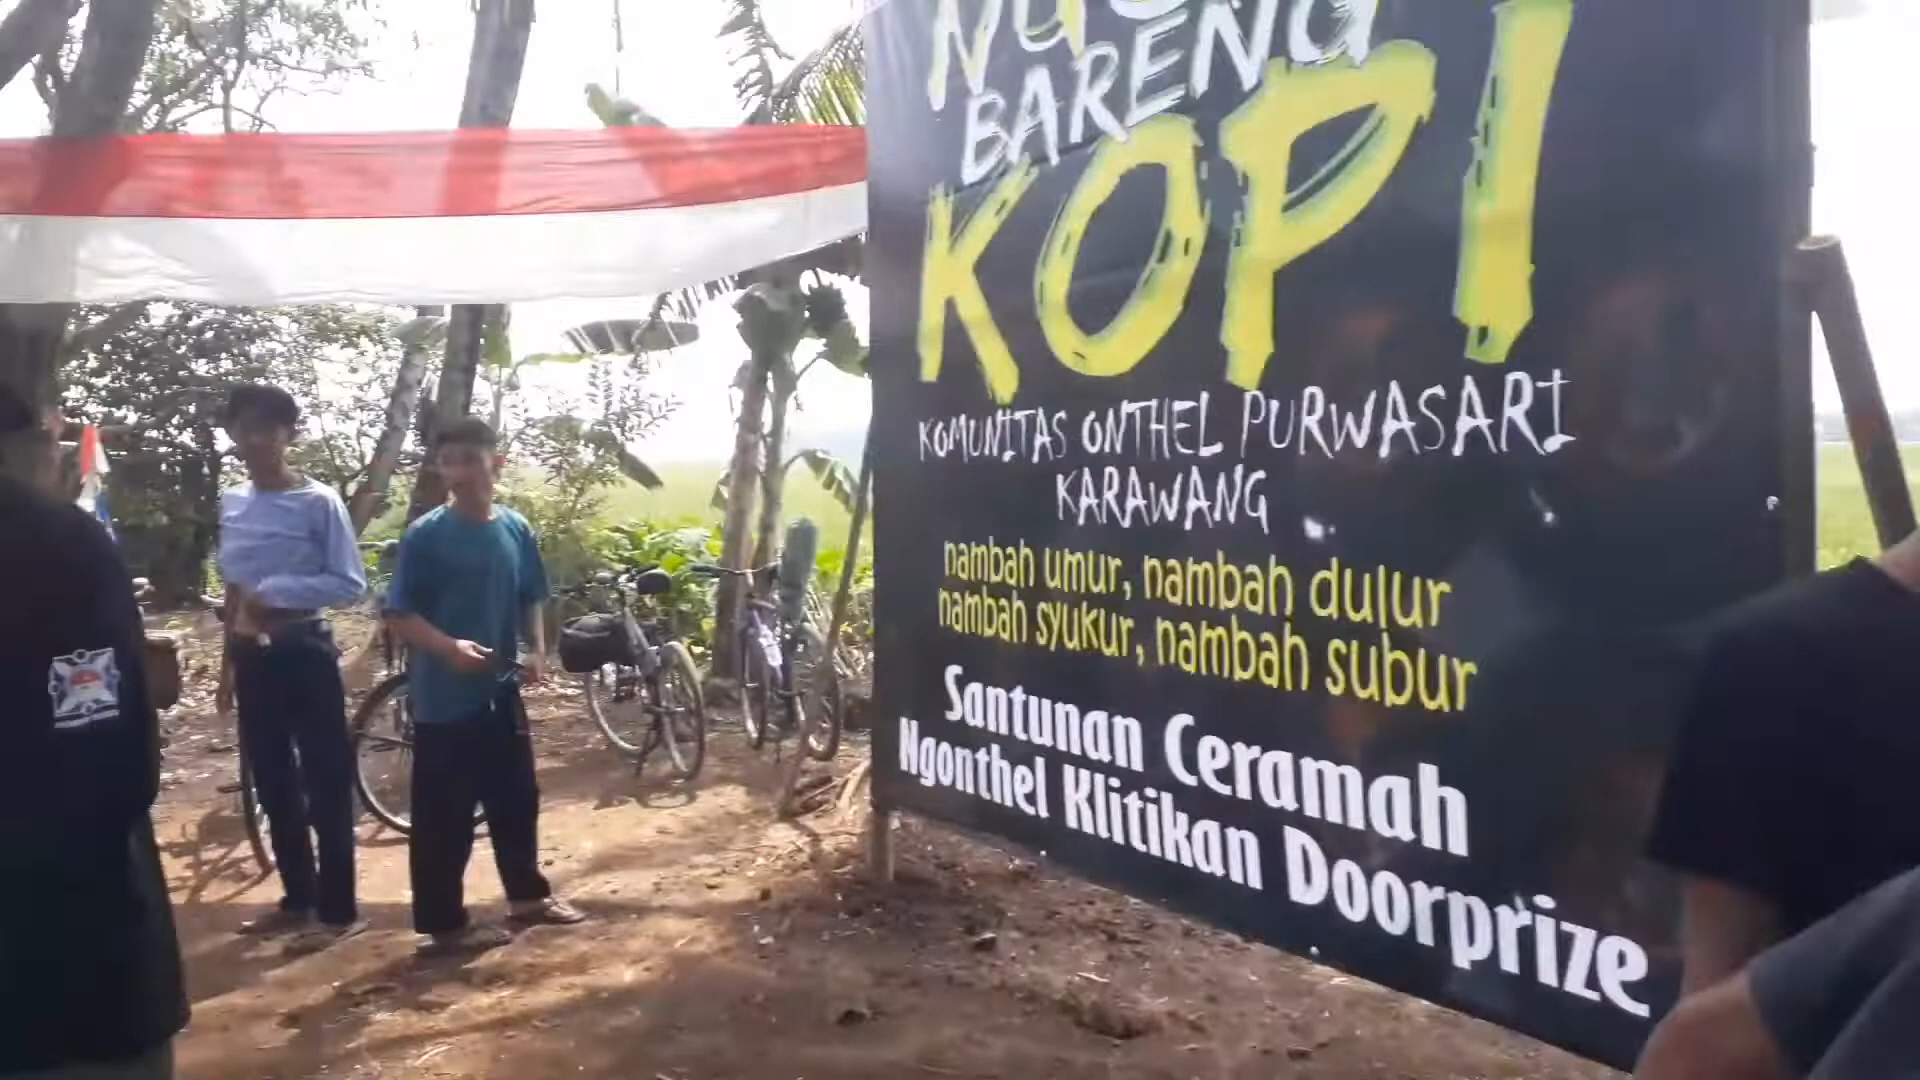 BARENG
KOPI
KOMUNITAS ONTHEL PURWASARI
KARAWANG
nambah umur, nambah dulur
nambah syukur, nambah subur
Santunan Ceramah
Ngonthel Klitikan Doorprize